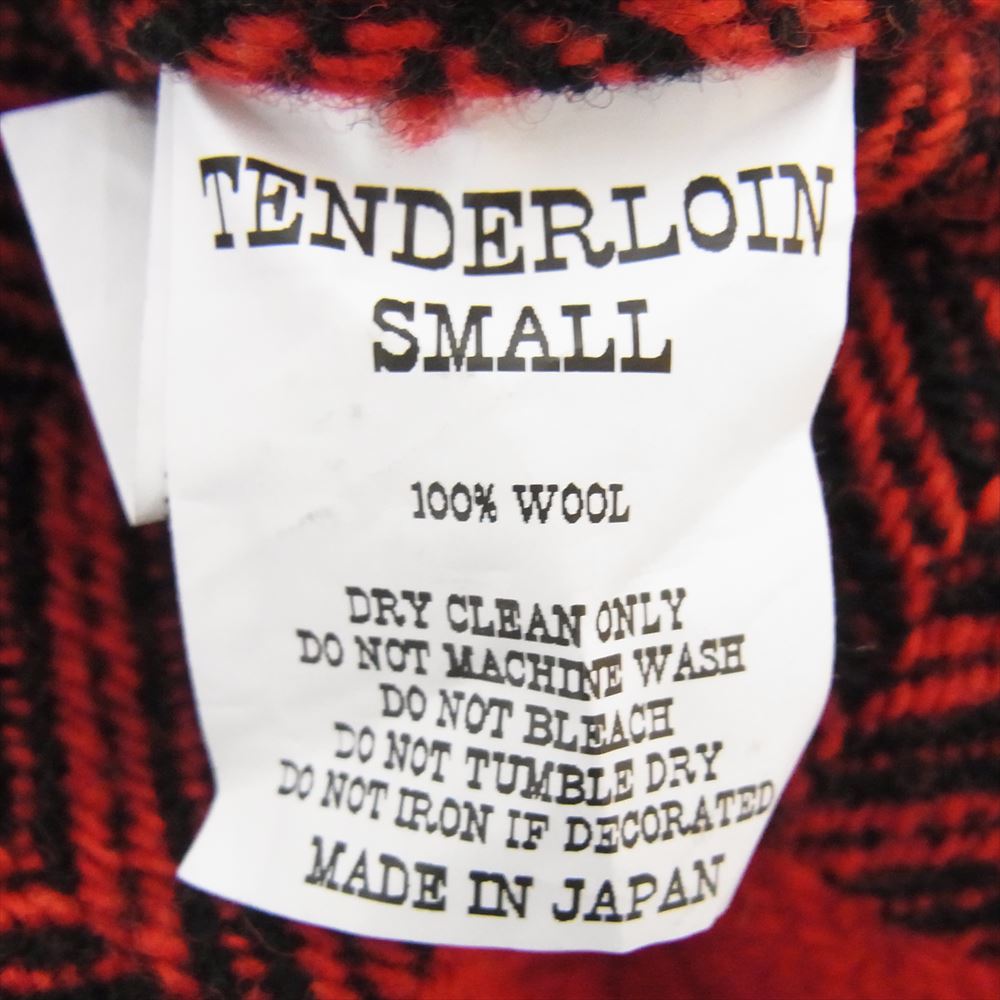 TENDERLOIN
SMALL
100% WOOL
DRY CLEAN ONLY
DO NOT MACHINE WASH
DO NOT BLEACH
DO NOT TUMBLE DRY
DO NOT IRON IF DECORATED
MADE IN JAPAN